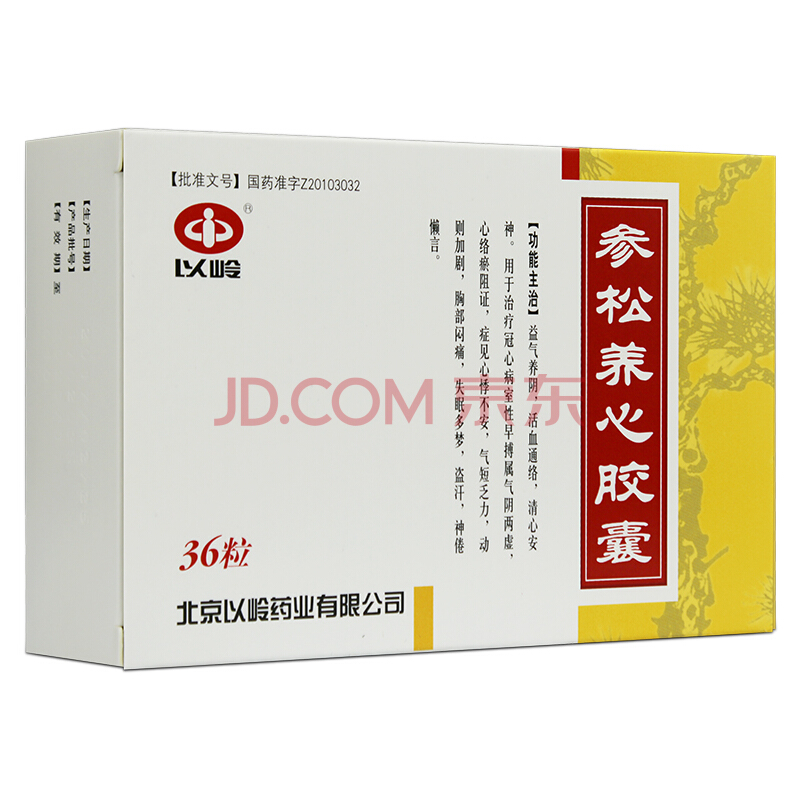 【批准文号】国药准字Z20103032
®
以岭
参松养心胶囊
【功能主治】益气养阴，活血通络，清心安
神。用于治疗冠心病室性早搏属气阴两虚，
心络瘀阻证，症见心悸不安，气短乏力，动
则加剧，胸部闷痛，失眠多梦，盗汗，神倦
懒言。
36粒
北京以岭药业有限公司
【生产日期】
【产品批号】
【有效期】至
JD.COM 京东